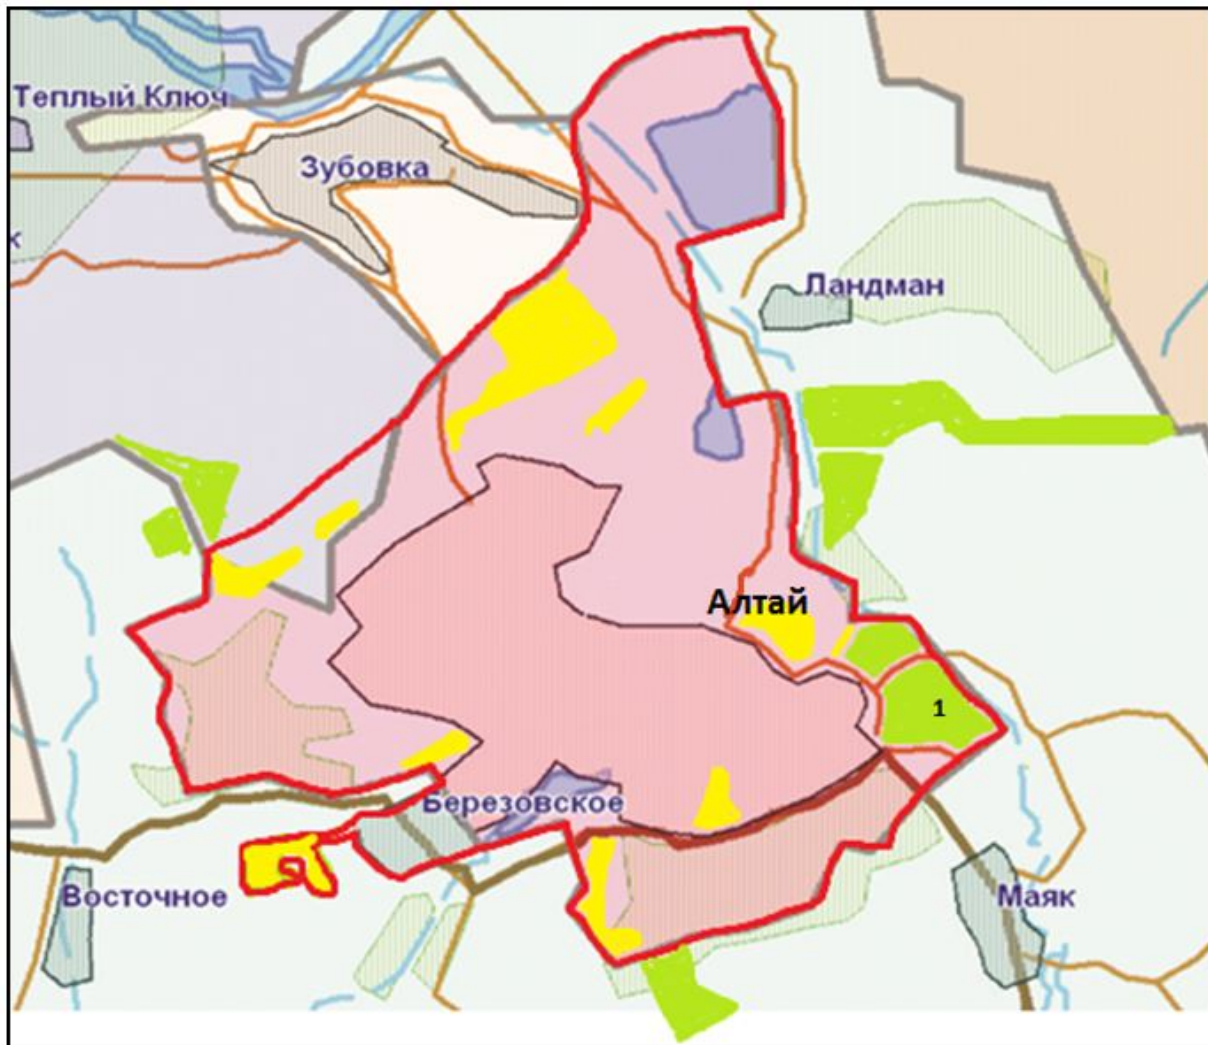 Теплый Ключ
Зубовка
к
Ландман
Алтай
1
Березовское
Восточное
Маяк